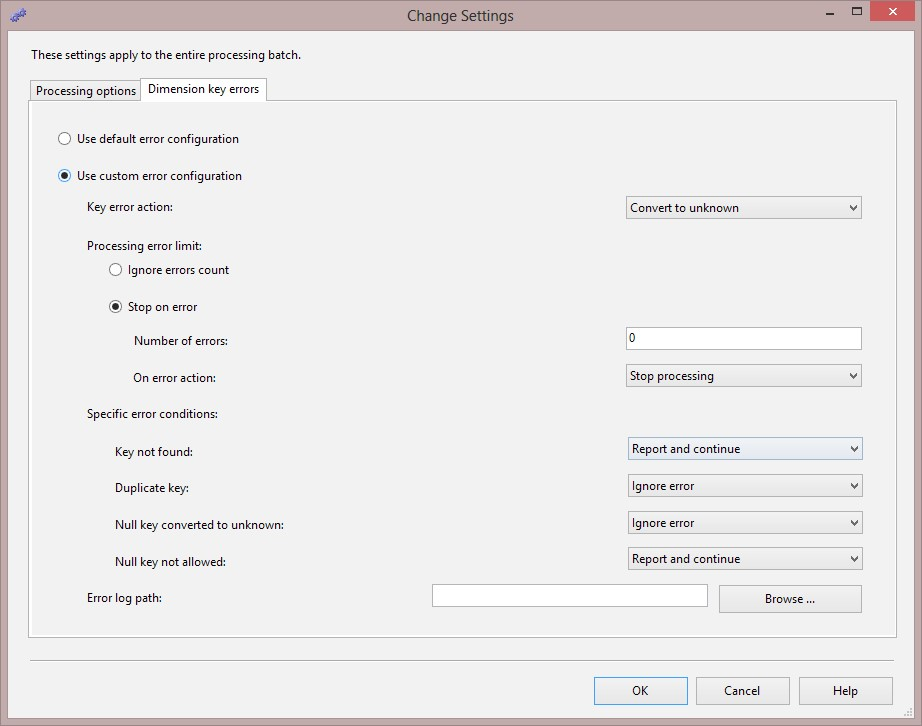 Change Settings
These settings apply to the entire processing batch.
Processing options Dimension key errors
Use default error configuration
Use custom error configuration
Key error action: Convert to unknown
Processing error limit:
Ignore errors count
Stop on error
Number of errors: 0
On error action: Stop processing
Specific error conditions:
Key not found: Report and continue
Duplicate key: Ignore error
Null key converted to unknown: Ignore error
Null key not allowed: Report and continue
Error log path: Browse ...
OK Cancel Help